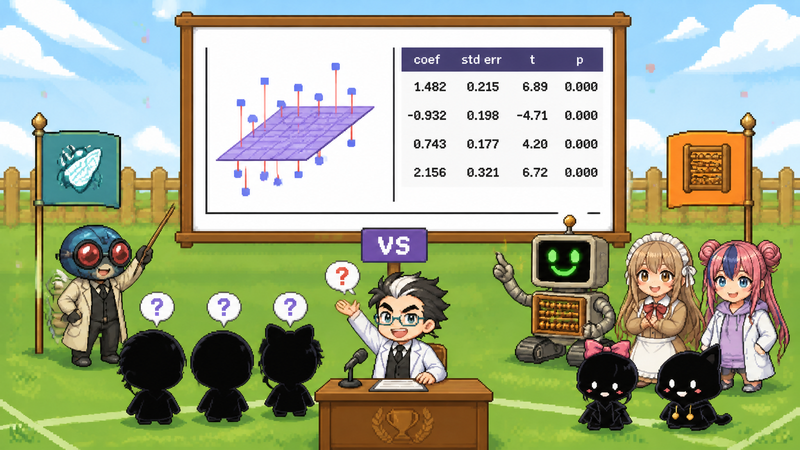 coef std err t p
1.482 0.215 6.89 0.000
-0.932 0.198 -4.71 0.000
0.743 0.177 4.20 0.000
2.156 0.321 6.72 0.000
VS
?
? ? ?